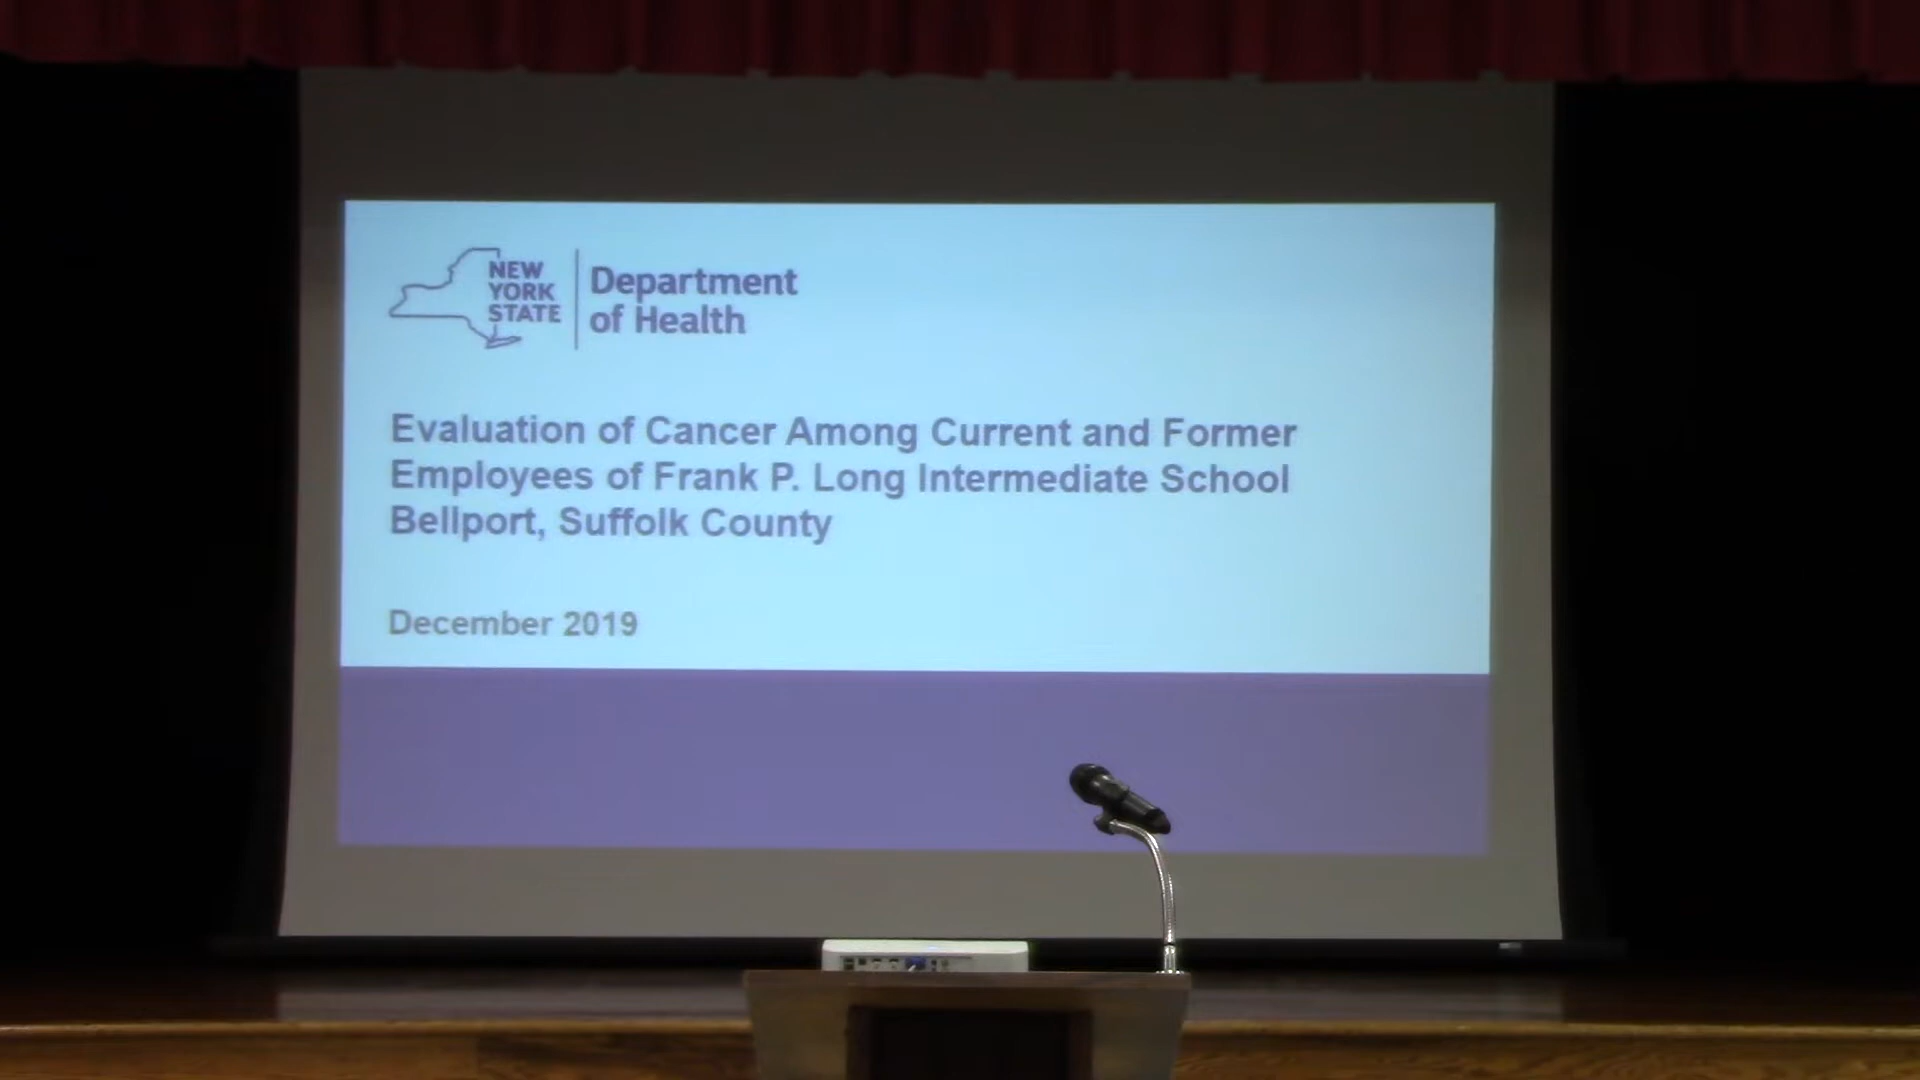 NEW
YORK
STATE
Department
of Health
Evaluation of Cancer Among Current and Former
Employees of Frank P. Long Intermediate School
Bellport, Suffolk County
December 2019